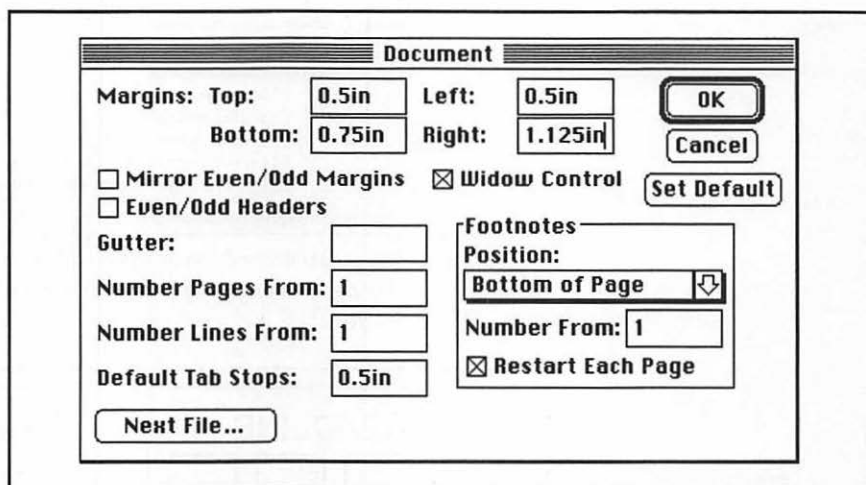 Document
Margins: Top: 0.5in Left: 0.5in OK
Bottom: 0.75in Right: 1.125in Cancel
Mirror Even/Odd Margins Widow Control Set Default
Even/Odd Headers
Gutter:
Footnotes
Position:
Number Pages From: 1 Bottom of Page
Number Lines From: 1 Number From: 1
Default Tab Stops: 0.5in Restart Each Page
Next File...